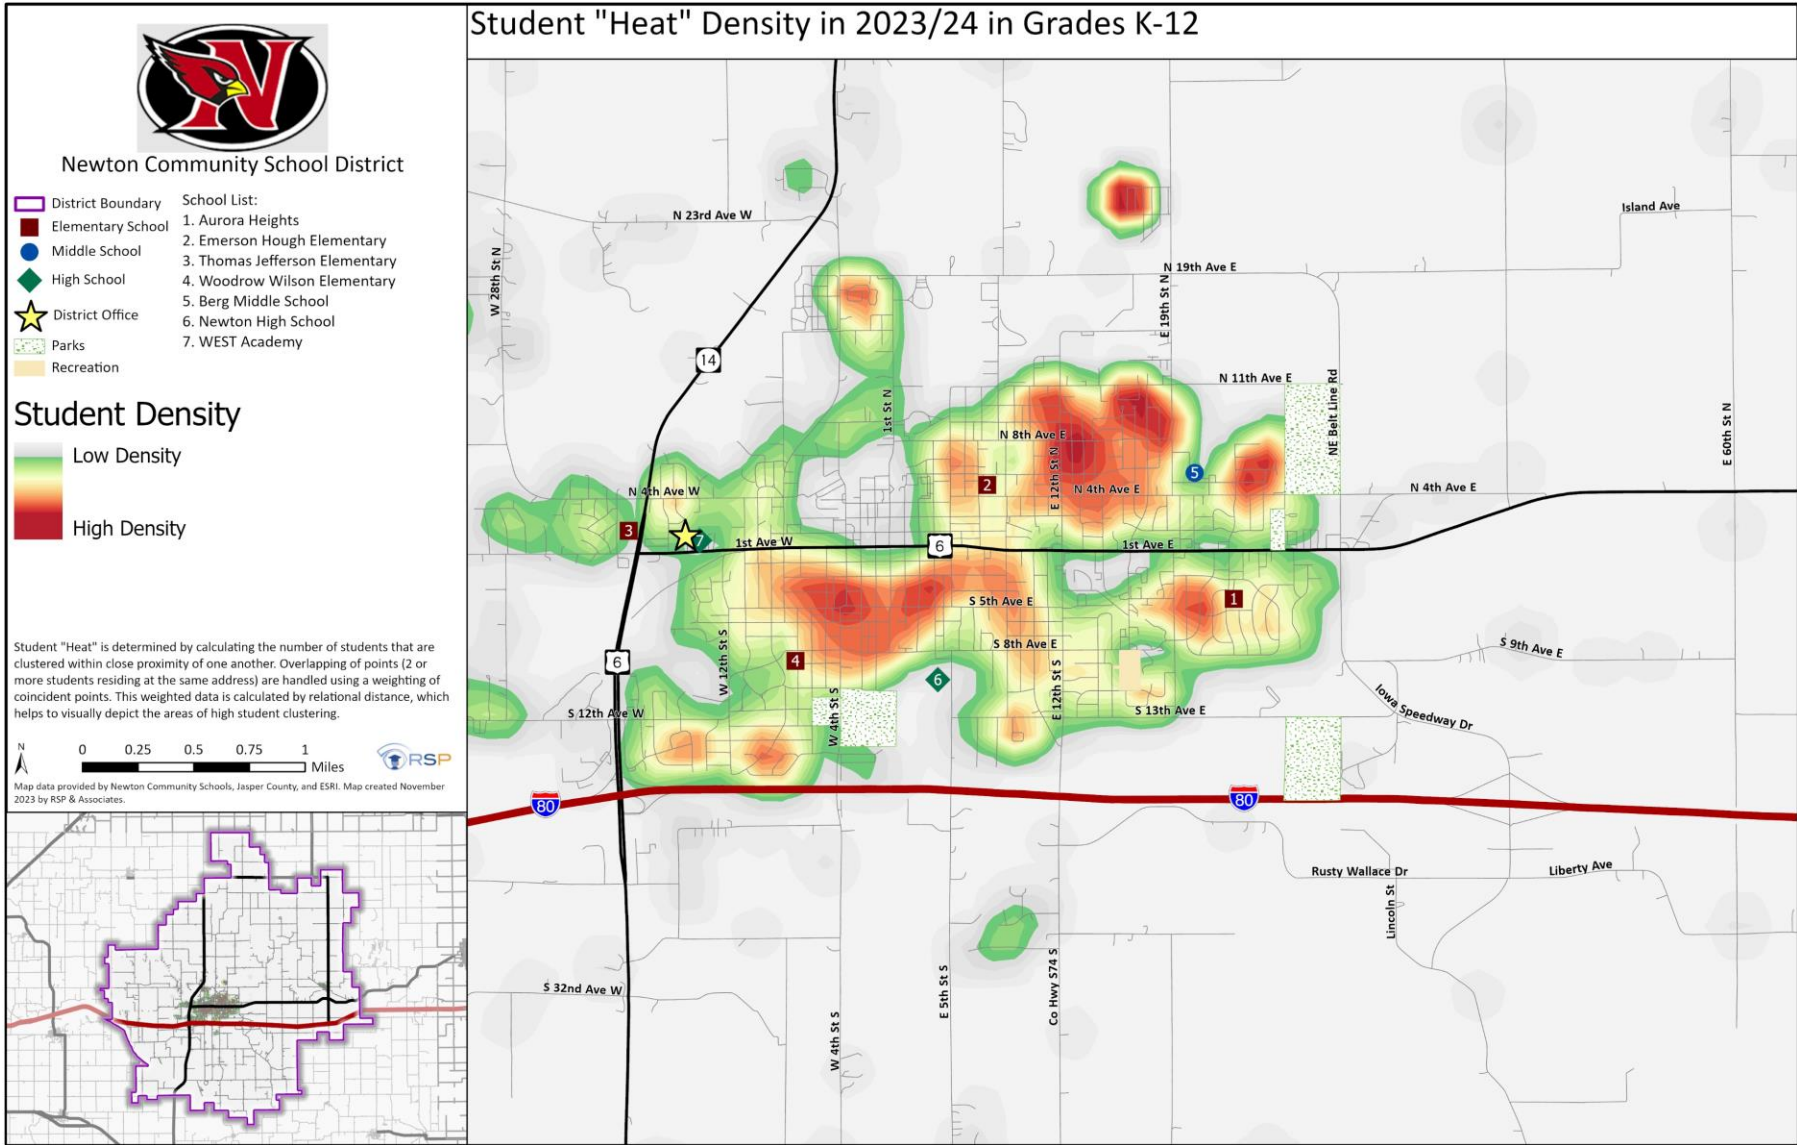 Student "Heat" Density in 2023/24 in Grades K-12
N
Newton Community School District
District Boundary
Elementary School
Middle School
High School
District Office
Parks
Recreation
School List:
1. Aurora Heights
2. Emerson Hough Elementary
3. Thomas Jefferson Elementary
4. Woodrow Wilson Elementary
5. Berg Middle School
6. Newton High School
7. WEST Academy
Student Density
Low Density
High Density
Student "Heat" is determined by calculating the number of students that are
clustered within close proximity of one another. Overlapping of points (2 or
more students residing at the same address) are handled using a weighting of
coincident points. This weighted data is calculated by relational distance, which
helps to visually depict the areas of high student clustering.
N
0 0.25 0.5 0.75 1
Miles
RSP
Map data provided by Newton Community Schools, Jasper County, and ESRI. Map created November
2023 by RSP & Associates.
N 23rd Ave W
Island Ave
W 28th St N
N 19th Ave E
E 19th St N
14
N 11th Ave E
NE Belt Line Rd
1st St N
E 60th St N
N 8th Ave E
E 12th St N
5
2
N 4th Ave W
N 4th Ave E
N 4th Ave E
3
7
1st Ave W
6
1st Ave E
S 5th Ave E
1
S 8th Ave E
S 9th Ave E
6
W 12th St S
4
6
E 12th St S
Iowa Speedway Dr
S 12th Ave W
W 4th St S
S 13th Ave E
80
80
Rusty Wallace Dr
Liberty Ave
Lincoln St
S 32nd Ave W
E 5th St S
Co Hwy S74 S
W 4th St S